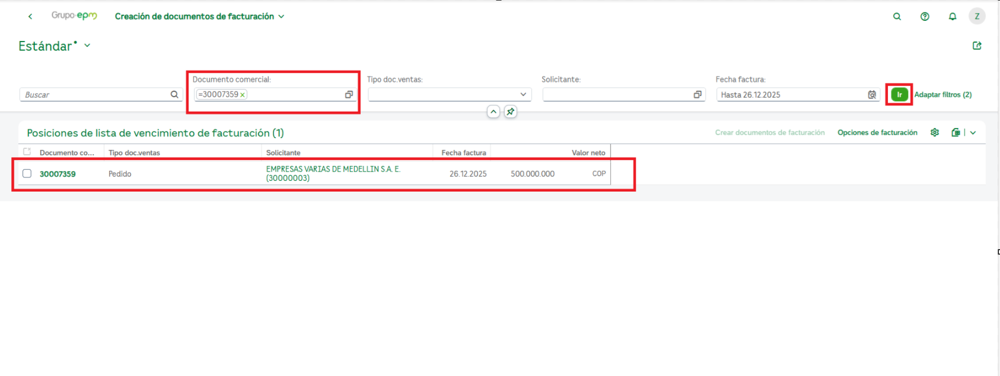 Grupo·epm Creación de documentos de facturación Z
Estándar*
Documento comercial: Tipo doc.ventas: Solicitante: Fecha factura:
Buscar =30007359 Hasta 26.12.2025 Ir Adaptar filtros (2)
Posiciones de lista de vencimiento de facturación (1) Crear documentos de facturación Opciones de facturación
Documento co... Tipo doc.ventas Solicitante Fecha factura Valor neto
30007359 Pedido EMPRESAS VARIAS DE MEDELLIN S.A. E. 26.12.2025 500.000.000 COP
(30000003)